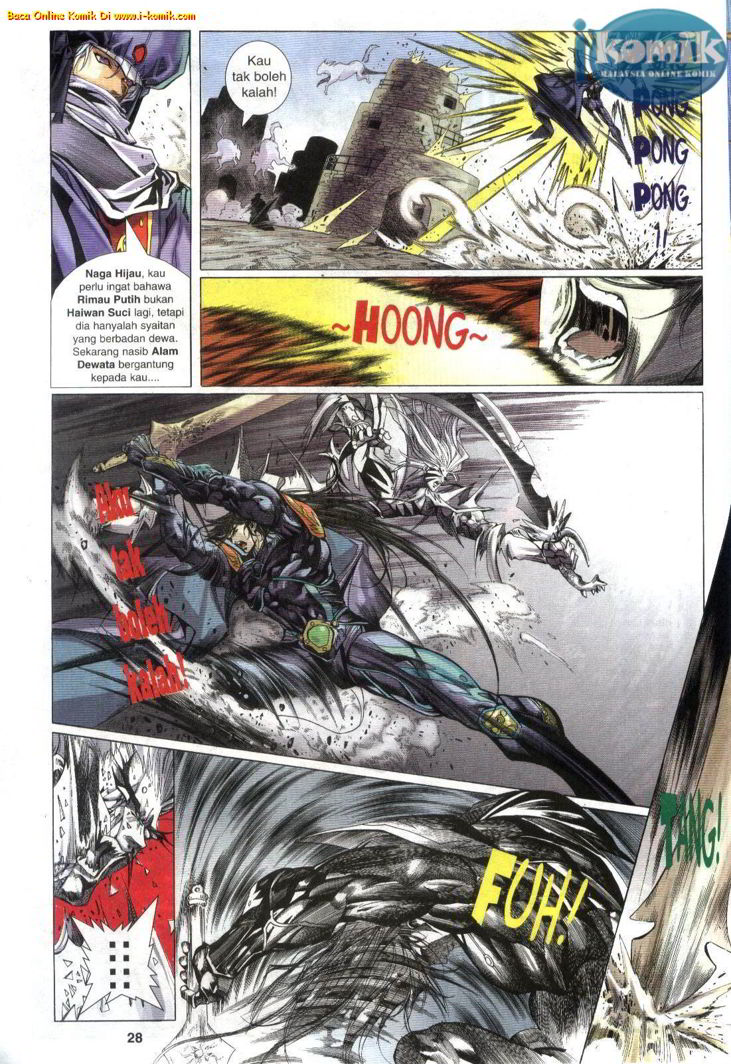 Baca Online Komik Di www.i-komik.com
i komik
MALAYSIA ONLINE KOMIK
Kau
tak boleh
kalah!
PONG
PONG
PONG
!!
Naga Hijau, kau
perlu ingat bahawa
Rimau Putih bukan
Haiwan Suci lagi, tetapi
dia hanyalah syaitan
yang berbadan dewa.
Sekarang nasib Alam
Dewata bergantung
kepada kau....
~HOONG~
Aku
tak
boleh
kalah!
TANG!
FUH!
28